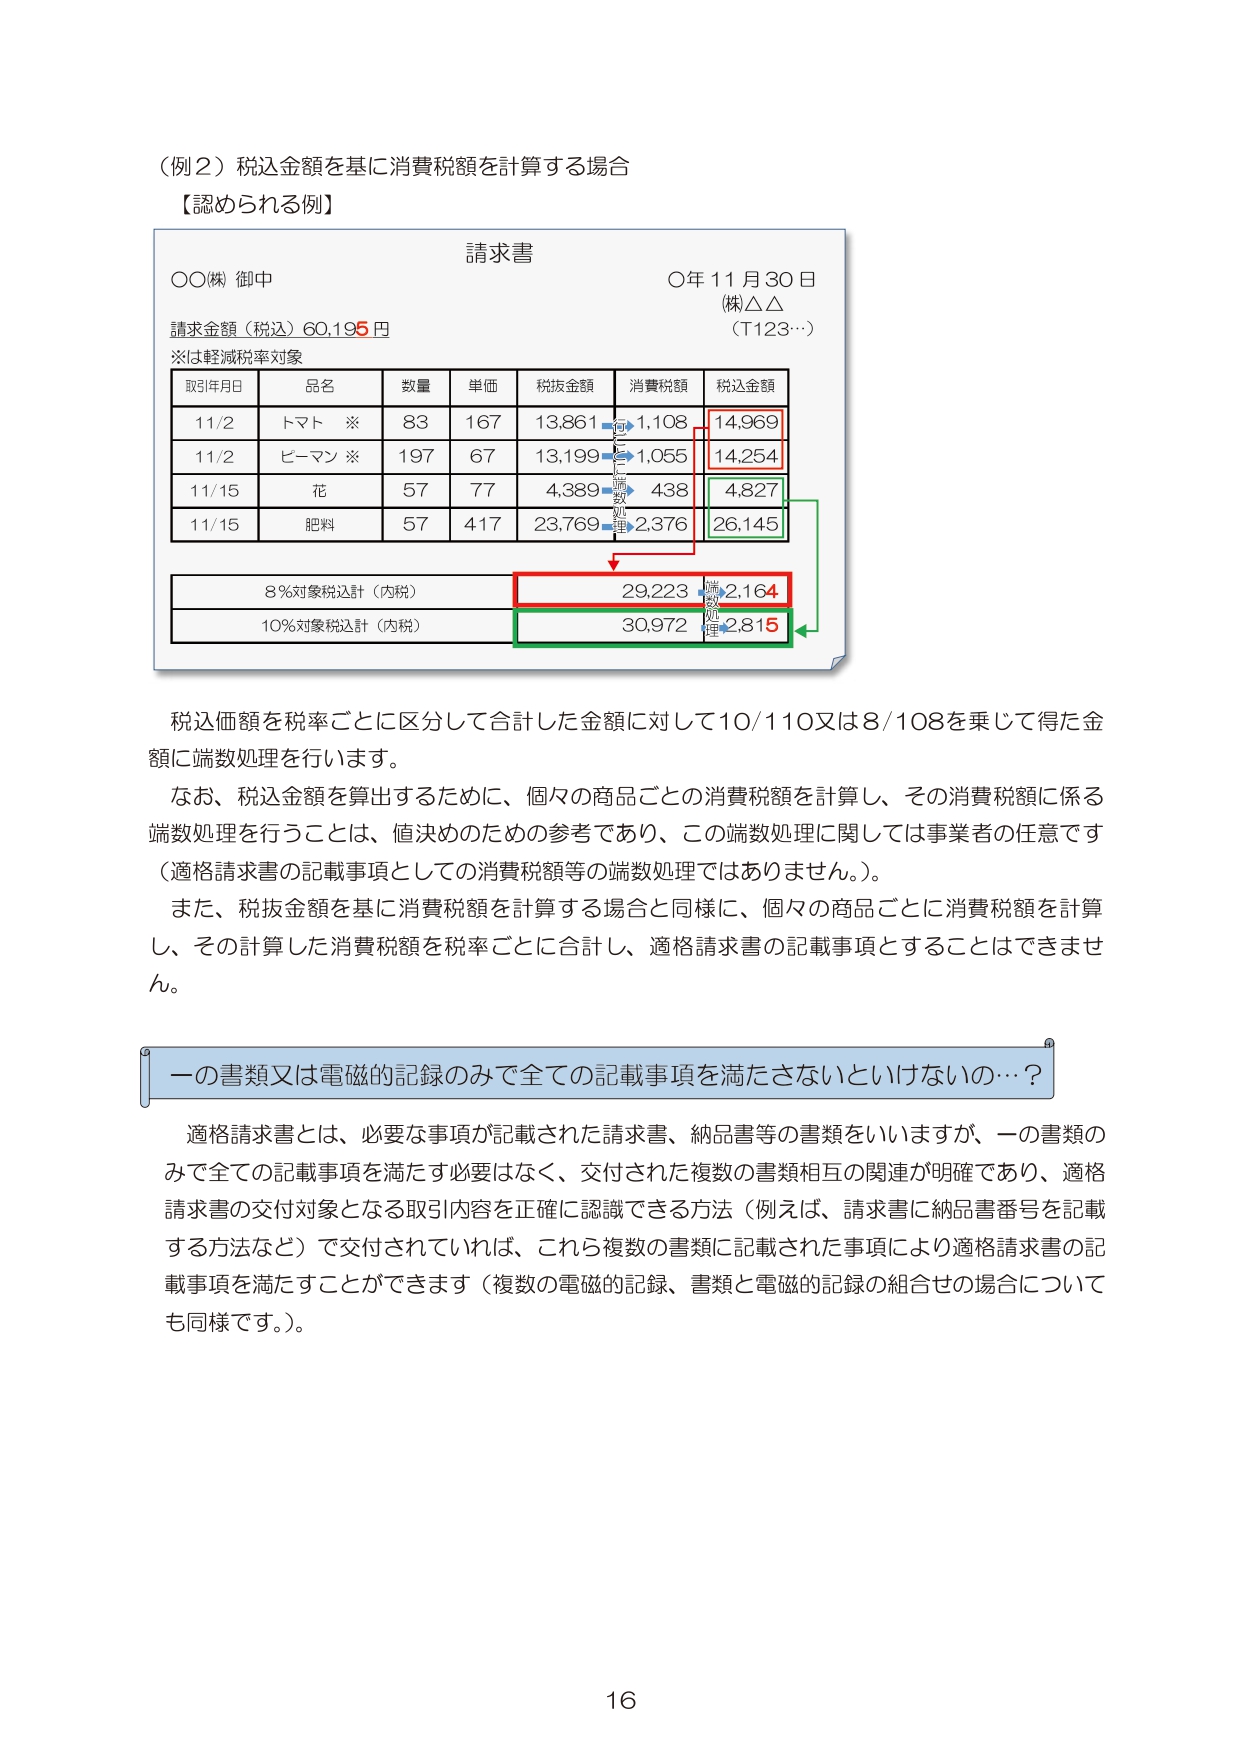 （例２）税込金額を基に消費税額を計算する場合
【認められる例】
請求書
〇〇㈱ 御中
〇年 11 月 30 日
㈱△△
請求金額（税込）60,195 円
（T123…）
※は軽減税率対象
取引年月日 品名 数量 単価 税抜金額 消費税額 税込金額
11/2 トマト ※ 83 167 13,861 1,108 14,969
11/2 ピーマン ※ 197 67 13,199 1,055 14,254
11/15 花 57 77 4,389 438 4,827
11/15 肥料 57 417 23,769 2,376 26,145
行ごとに端数処理
8％対象税込計（内税） 29,223 2,164
10％対象税込計（内税） 30,972 2,815
端数処理
税込価額を税率ごとに区分して合計した金額に対して10/110又は８/108を乗じて得た金
額に端数処理を行います。
なお、税込金額を算出するために、個々の商品ごとの消費税額を計算し、その消費税額に係る
端数処理を行うことは、値決めのための参考であり、この端数処理に関しては事業者の任意です
（適格請求書の記載事項としての消費税額等の端数処理ではありません。）。
また、税抜金額を基に消費税額を計算する場合と同様に、個々の商品ごとに消費税額を計算
し、その計算した消費税額を税率ごとに合計し、適格請求書の記載事項とすることはできませ
ん。
一の書類又は電磁的記録のみで全ての記載事項を満たさないといけないの…？
適格請求書とは、必要な事項が記載された請求書、納品書等の書類をいいますが、一の書類の
みで全ての記載事項を満たす必要はなく、交付された複数の書類相互の関連が明確であり、適格
請求書の交付対象となる取引内容を正確に認識できる方法（例えば、請求書に納品書番号を記載
する方法など）で交付されていれば、これら複数の書類に記載された事項により適格請求書の記
載事項を満たすことができます（複数の電磁的記録、書類と電磁的記録の組合せの場合について
も同様です。）。
16